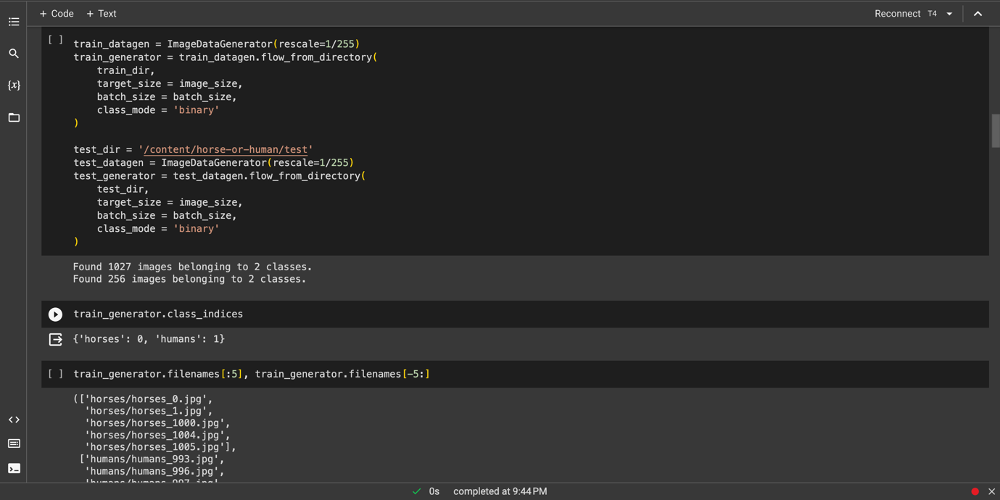 + Code + Text Reconnect T4
[ ] train_datagen = ImageDataGenerator(rescale=1/255)
train_generator = train_datagen.flow_from_directory(
train_dir,
target_size = image_size,
batch_size = batch_size,
class_mode = 'binary'
)
test_dir = '/content/horse-or-human/test'
test_datagen = ImageDataGenerator(rescale=1/255)
test_generator = test_datagen.flow_from_directory(
test_dir,
target_size = image_size,
batch_size = batch_size,
class_mode = 'binary'
)
Found 1027 images belonging to 2 classes.
Found 256 images belonging to 2 classes.
train_generator.class_indices
{'horses': 0, 'humans': 1}
[ ] train_generator.filenames[:5], train_generator.filenames[-5:]
(['horses/horses_0.jpg',
'horses/horses_1.jpg',
'horses/horses_1000.jpg',
'horses/horses_1004.jpg',
'horses/horses_1005.jpg'],
['humans/humans_993.jpg',
'humans/humans_996.jpg',
'humans/humans_997.jpg'
{x}
0s completed at 9:44 PM